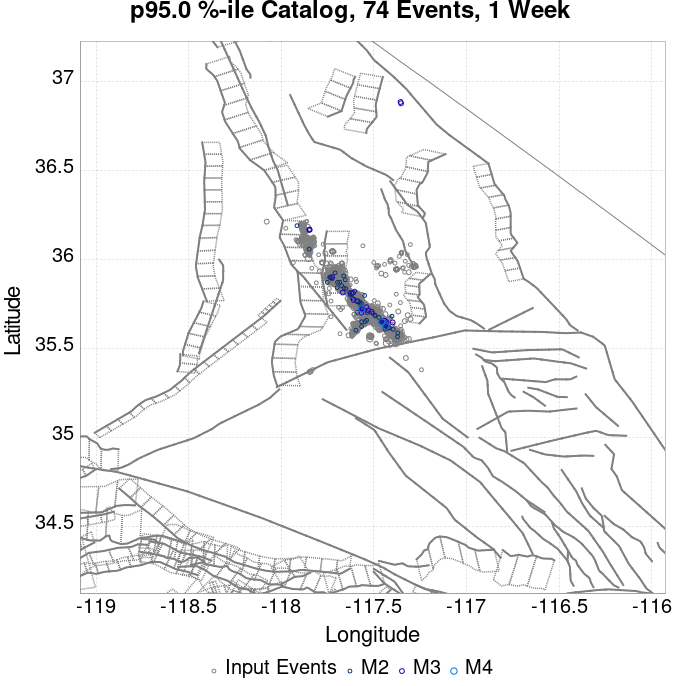 p95.0 %-ile Catalog, 74 Events, 1 Week
37
36.5
36
35.5
35
34.5
Latitude
-119
-118.5
-118
-117.5
-117
-116.5
-116
Longitude
Input Events
M2
M3
M4